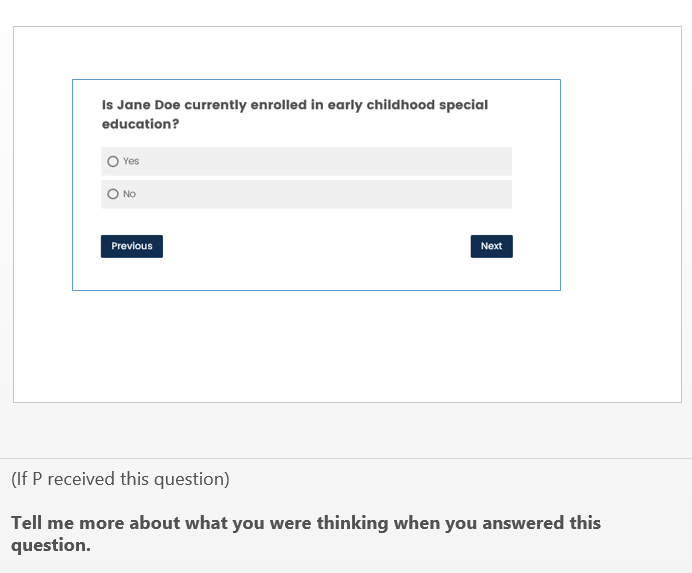 Is Jane Doe currently enrolled in early childhood special
education?
Yes
No
Previous
Next
(If P received this question)
Tell me more about what you were thinking when you answered this
question.